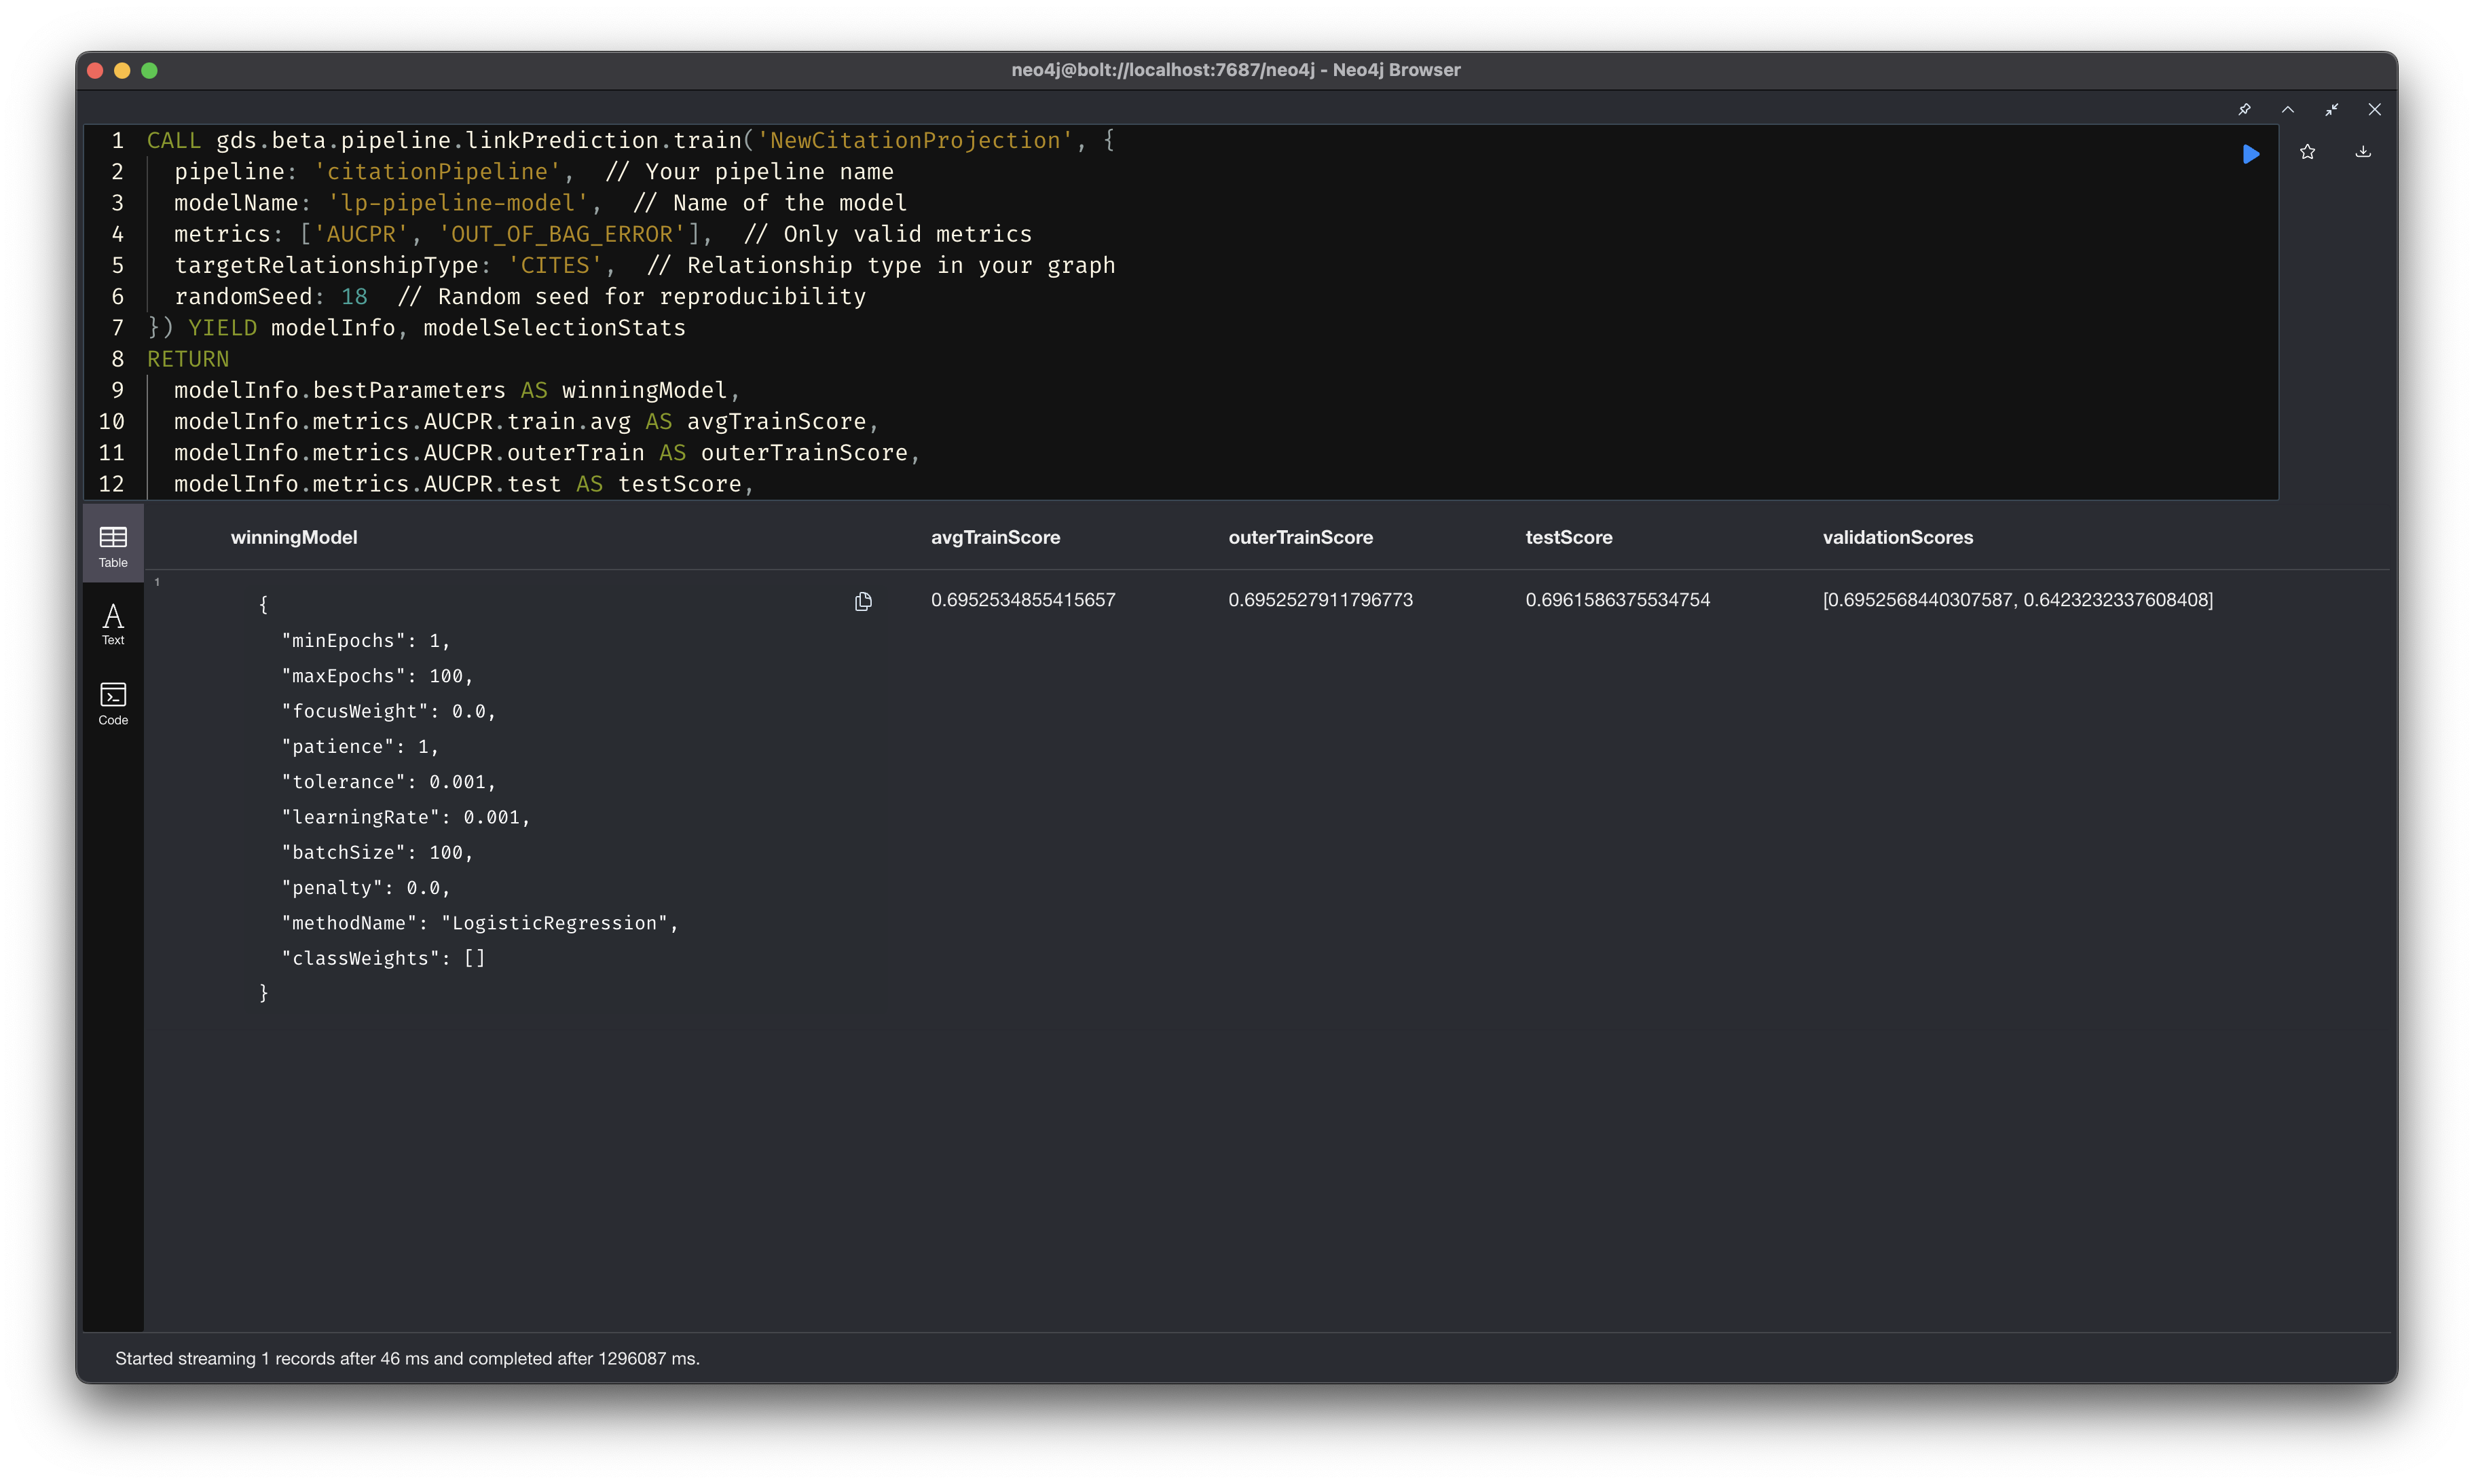 neo4j@bolt://localhost:7687/neo4j - Neo4j Browser
1 CALL gds.beta.pipeline.linkPrediction.train('NewCitationProjection', {
2 pipeline: 'citationPipeline', // Your pipeline name
3 modelName: 'lp-pipeline-model', // Name of the model
4 metrics: ['AUCPR', 'OUT_OF_BAG_ERROR'], // Only valid metrics
5 targetRelationshipType: 'CITES', // Relationship type in your graph
6 randomSeed: 18 // Random seed for reproducibility
7 }) YIELD modelInfo, modelSelectionStats
8 RETURN
9 modelInfo.bestParameters AS winningModel,
10 modelInfo.metrics.AUCPR.train.avg AS avgTrainScore,
11 modelInfo.metrics.AUCPR.outerTrain AS outerTrainScore,
12 modelInfo.metrics.AUCPR.test AS testScore,
Table
Text
Code
winningModel avgTrainScore outerTrainScore testScore validationScores
1
{ 0.6952534855415657 0.6952527911796773 0.6961586375534754 [0.6952568440307587, 0.6423232337608408]
"minEpochs": 1,
"maxEpochs": 100,
"focusWeight": 0.0,
"patience": 1,
"tolerance": 0.001,
"learningRate": 0.001,
"batchSize": 100,
"penalty": 0.0,
"methodName": "LogisticRegression",
"classWeights": []
}
Started streaming 1 records after 46 ms and completed after 1296087 ms.